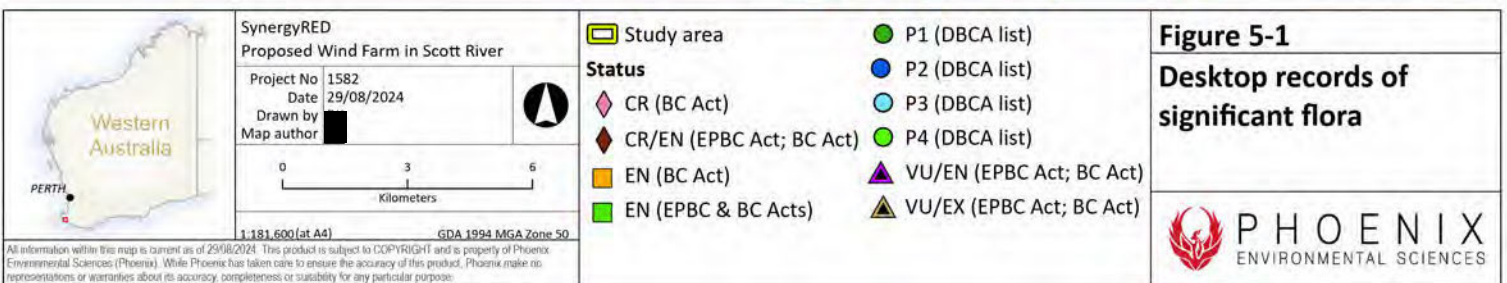 Western
Australia
PERTH
SynergyRED
Proposed Wind Farm in Scott River
Project No 1582
Date 29/08/2024
Drawn by
Map author
0 3 6
Kilometers
1:181,600(at A4) GDA 1994 MGA Zone 50
All information within this map is current as of 29/08/2024. This product is subject to COPYRIGHT and is property of Phoenix
Environmental Sciences (Phoenix). While Phoenix has taken care to ensure the accuracy of this product, Phoenix make no
representations or warranties about its accuracy, completeness or suitability for any particular purpose.
Study area
Status
CR (BC Act)
CR/EN (EPBC Act; BC Act)
EN (BC Act)
EN (EPBC & BC Acts)
P1 (DBCA list)
P2 (DBCA list)
P3 (DBCA list)
P4 (DBCA list)
VU/EN (EPBC Act; BC Act)
VU/EX (EPBC Act; BC Act)
Figure 5-1
Desktop records of
significant flora
PHOENIX
ENVIRONMENTAL SCIENCES